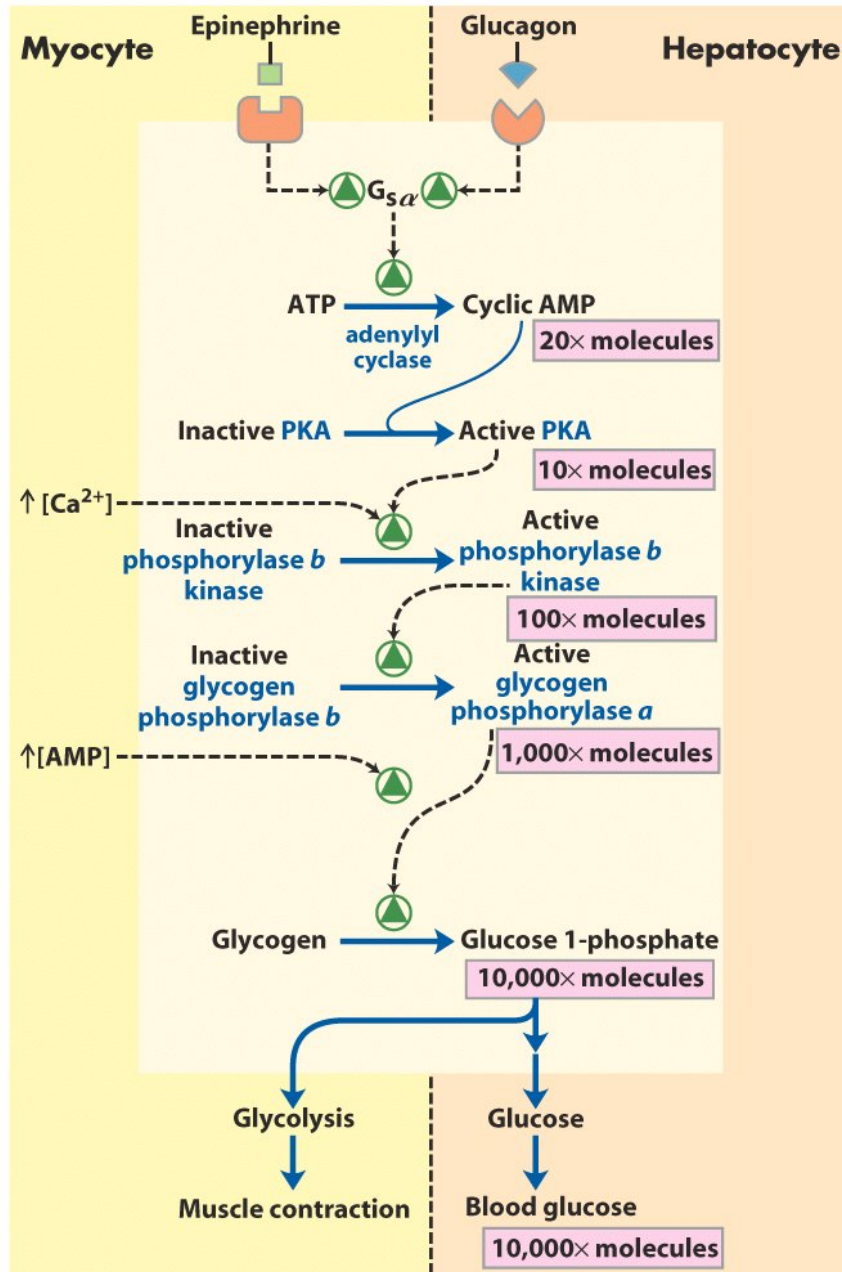 Myocyte
Epinephrine
Glucagon
Hepatocyte
Gsα
ATP
Cyclic AMP
adenylyl
cyclase
20× molecules
Inactive PKA
Active PKA
10× molecules
↑ [Ca2+]
Inactive
phosphorylase b
kinase
Active
phosphorylase b
kinase
100× molecules
Inactive
glycogen
phosphorylase b
Active
glycogen
phosphorylase a
1,000× molecules
↑[AMP]
Glycogen
Glucose 1-phosphate
10,000× molecules
Glycolysis
Glucose
Muscle contraction
Blood glucose
10,000× molecules